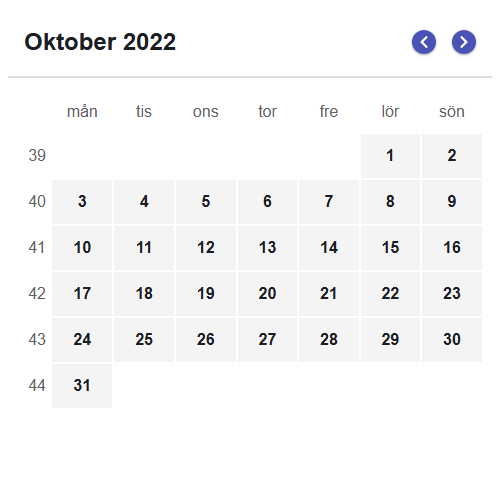 Oktober 2022
mån tis ons tor fre lör sön
39 1 2
40 3 4 5 6 7 8 9
41 10 11 12 13 14 15 16
42 17 18 19 20 21 22 23
43 24 25 26 27 28 29 30
44 31